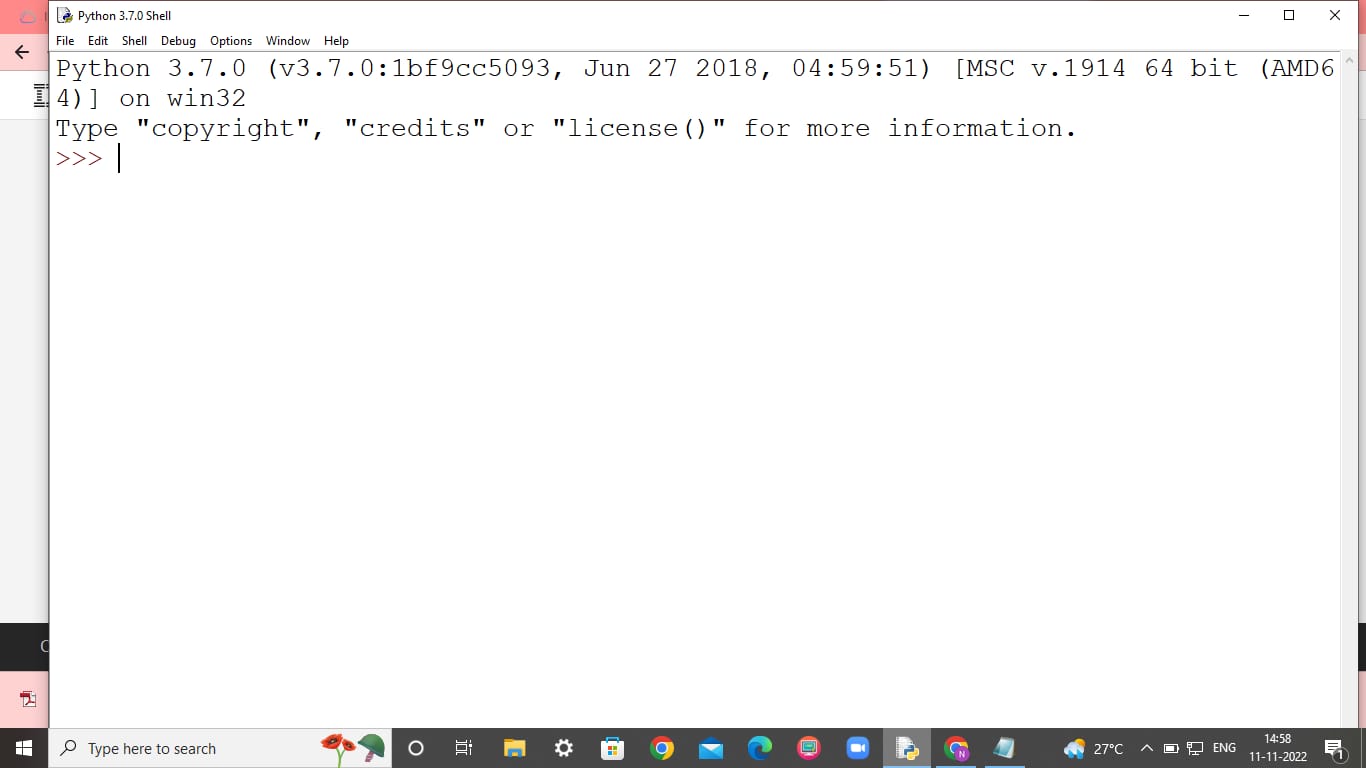 Python 3.7.0 Shell
File Edit Shell Debug Options Window Help
Python 3.7.0 (v3.7.0:1bf9cc5093, Jun 27 2018, 04:59:51) [MSC v.1914 64 bit (AMD6
4)] on win32
Type "copyright", "credits" or "license()" for more information.
>>>
Type here to search
27°C
ENG
14:58
11-11-2022
N
1